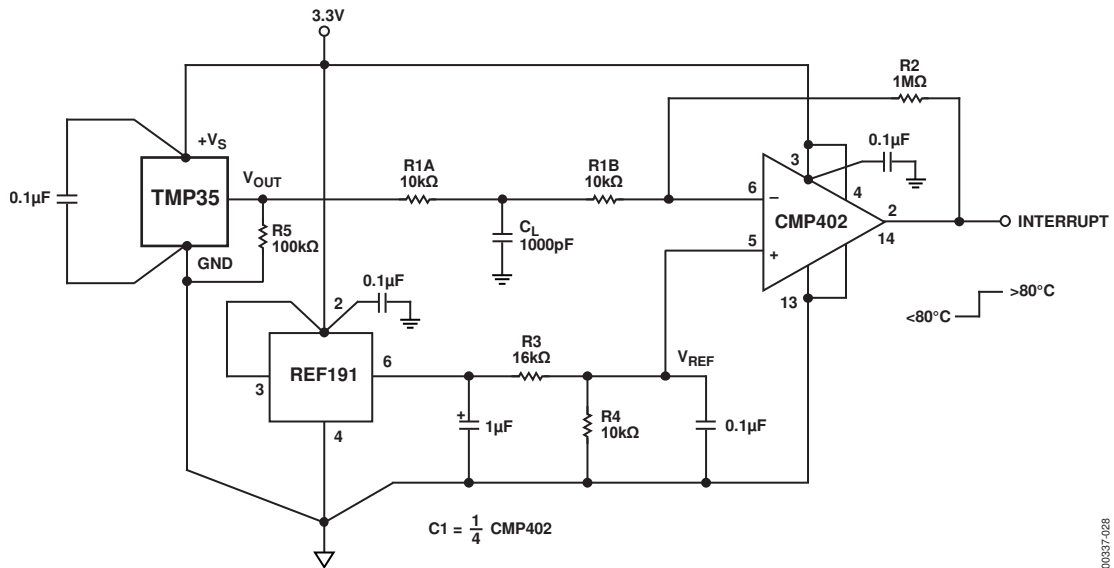 3.3V
R2
1MΩ
+VS
0.1µF
3
0.1µF
TMP35
VOUT
R1A
10kΩ
R1B
10kΩ
6
−
4
CMP402
2
INTERRUPT
R5
100kΩ
CL
1000pF
5
+
14
GND
0.1µF
2
13
>80°C
<80°C
REF191
6
R3
16kΩ
VREF
3
+
1µF
R4
10kΩ
0.1µF
4
C1 = 1/4 CMP402
00337-028